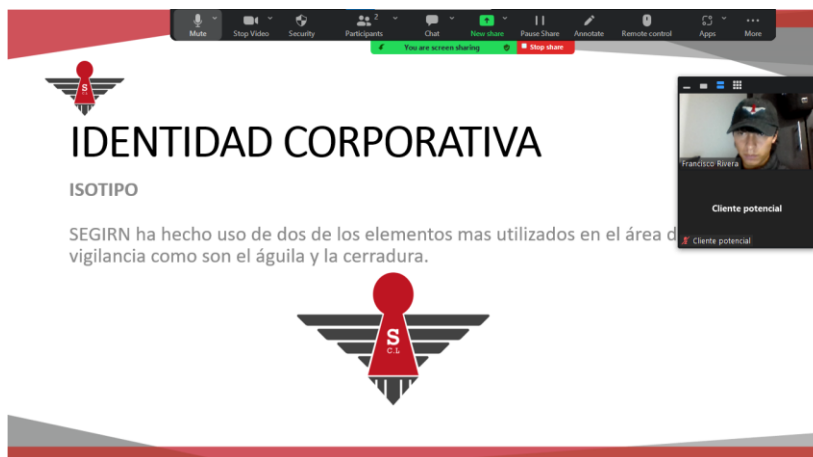 2
Mute
Stop Video
Security
Participants
Chat
New share
Pause Share
Annotate
Remote control
Apps
More
You are screen sharing
Stop share
S
IDENTIDAD CORPORATIVA
Francisco Rivera
ISOTIPO
Cliente potencial
SEGIRN ha hecho uso de dos de los elementos mas utilizados en el área d
Cliente potencial
vigilancia como son el águila y la cerradura.
S
C.L